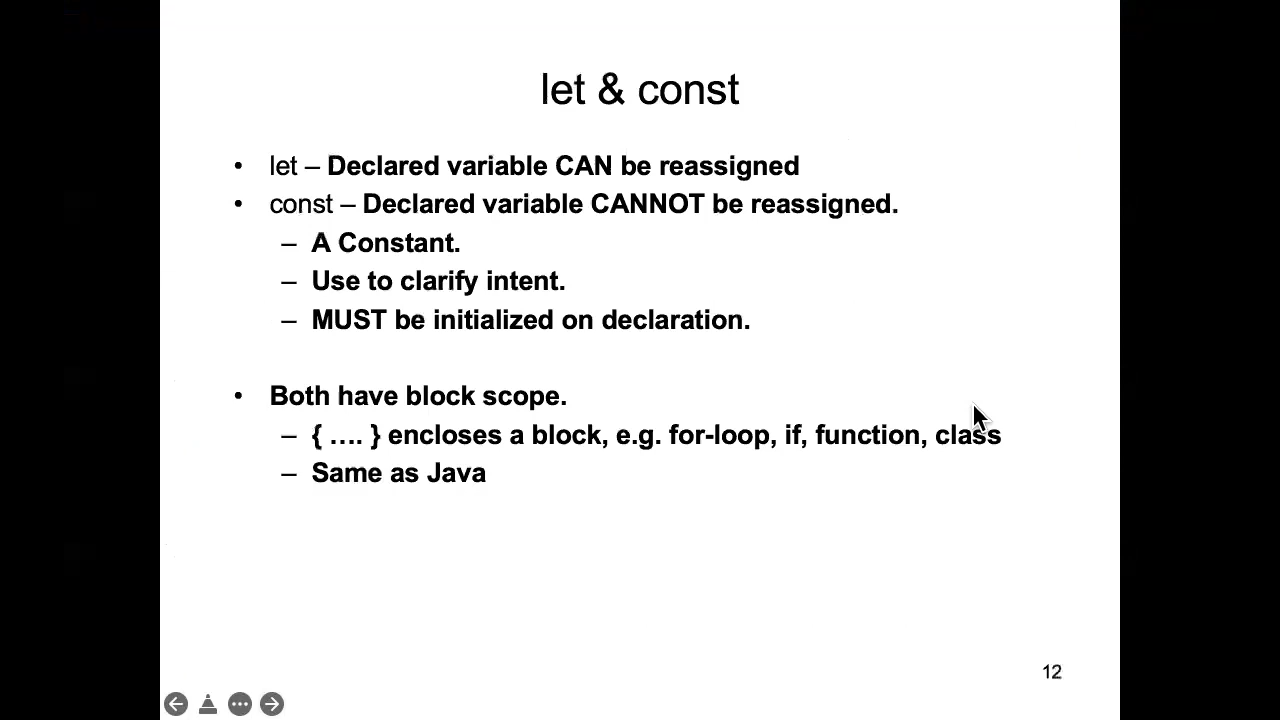 let & const
• let – Declared variable CAN be reassigned
• const – Declared variable CANNOT be reassigned.
– A Constant.
– Use to clarify intent.
– MUST be initialized on declaration.
• Both have block scope.
– { …. } encloses a block, e.g. for-loop, if, function, class
– Same as Java
12